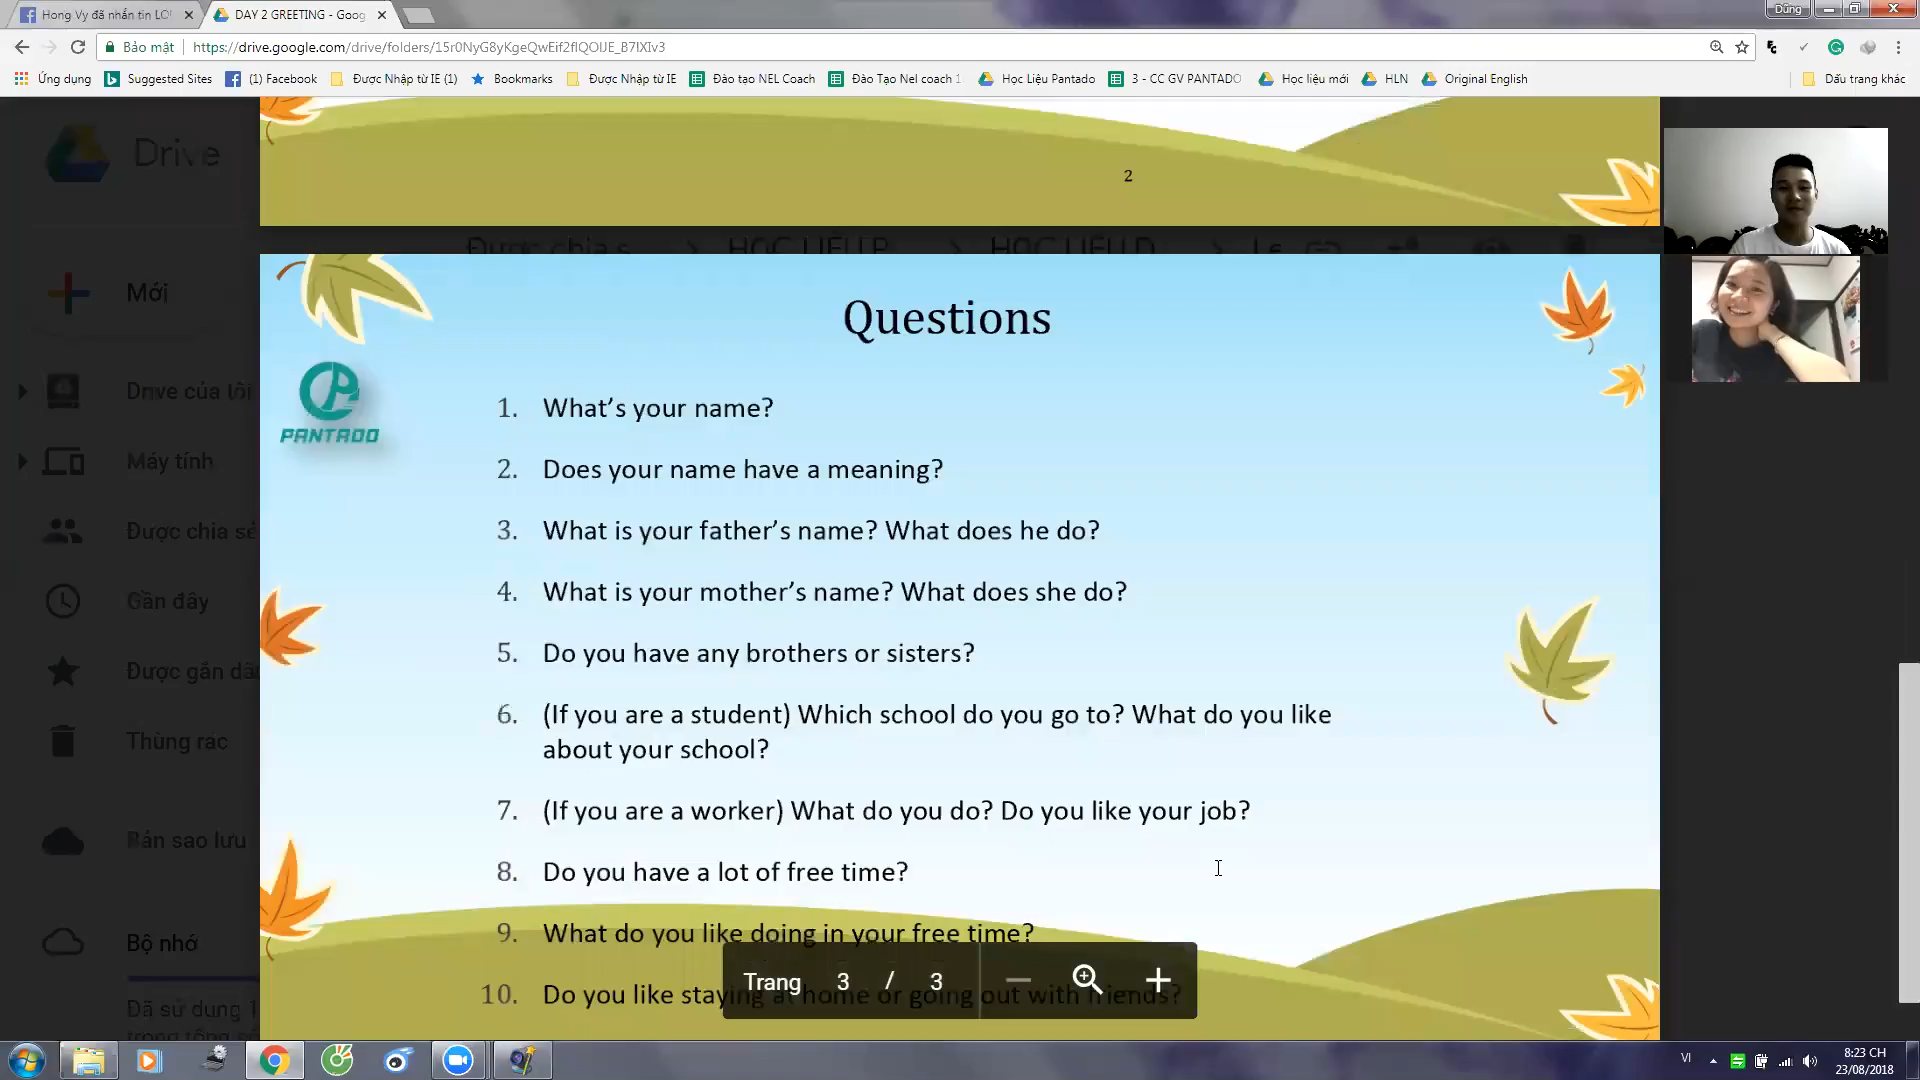 Hong Vy đã nhắn tin
DAY 2 GREETING - Goog
Dũng
Bảo mật
https://drive.google.com/drive/folders/15r0NyG8yKgeQwEif2flQOIJE_B7IXIv3
Ứng dụng
Suggested Sites
(1) Facebook
Được Nhập từ IE (1)
Bookmarks
Được Nhập từ IE
Đào tạo NEL Coach
Đào Tạo Nel coach 1
Học Liệu Pantado
3 - CC GV PANTADO
Học liệu mới
HLN
Original English
Dấu trang khác
Drive
2
Mới
Drive của tôi
Máy tính
Được chia sẻ
Gần đây
Được gắn dấ
Thùng rác
Bản sao lưu
Bộ nhớ
Đã sử dụng 1
PANTADO
Questions
1. What’s your name?
2. Does your name have a meaning?
3. What is your father’s name? What does he do?
4. What is your mother’s name? What does she do?
5. Do you have any brothers or sisters?
6. (If you are a student) Which school do you go to? What do you like
about your school?
7. (If you are a worker) What do you do? Do you like your job?
8. Do you have a lot of free time?
9. What do you like doing in your free time?
10. Do you like staying at home or going out with friends?
Trang 3 / 3
VI
8:23 CH
23/08/2018